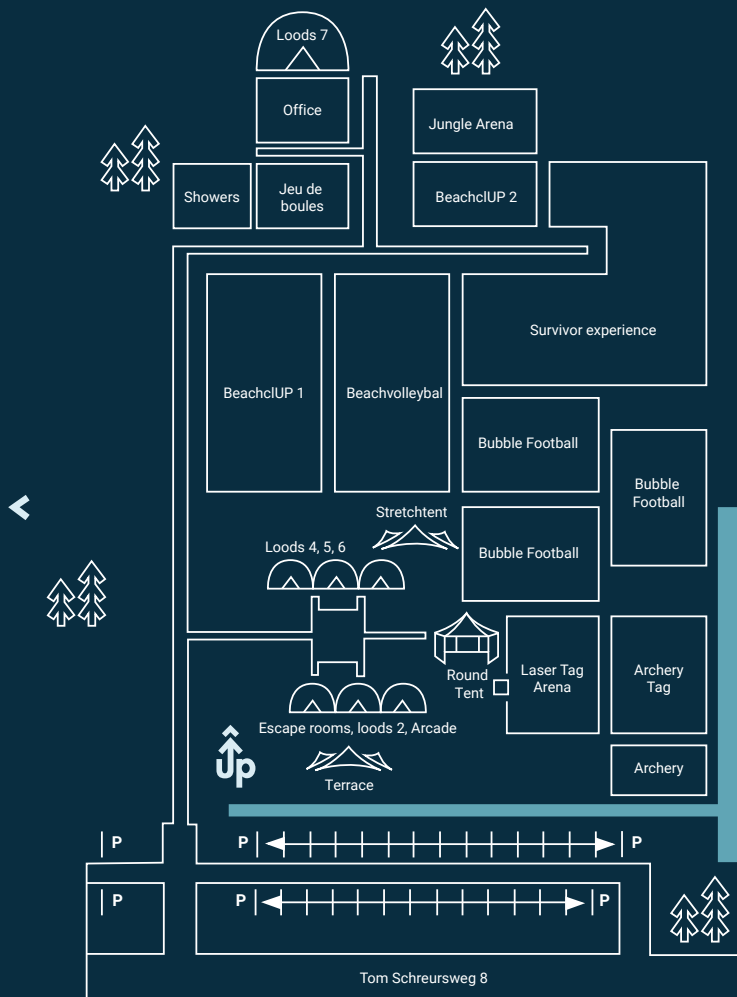 Loods 7
Office
Jungle Arena
Showers
Jeu de
boules
BeachclUP 2
Survivor experience
BeachclUP 1
Beachvolleybal
Bubble Football
Bubble
Football
Stretchtent
Bubble Football
Loods 4, 5, 6
Round
Tent
Laser Tag
Arena
Archery
Tag
Escape rooms, loods 2, Arcade
up
Terrace
Archery
P
P
P
P
P
P
Tom Schreursweg 8